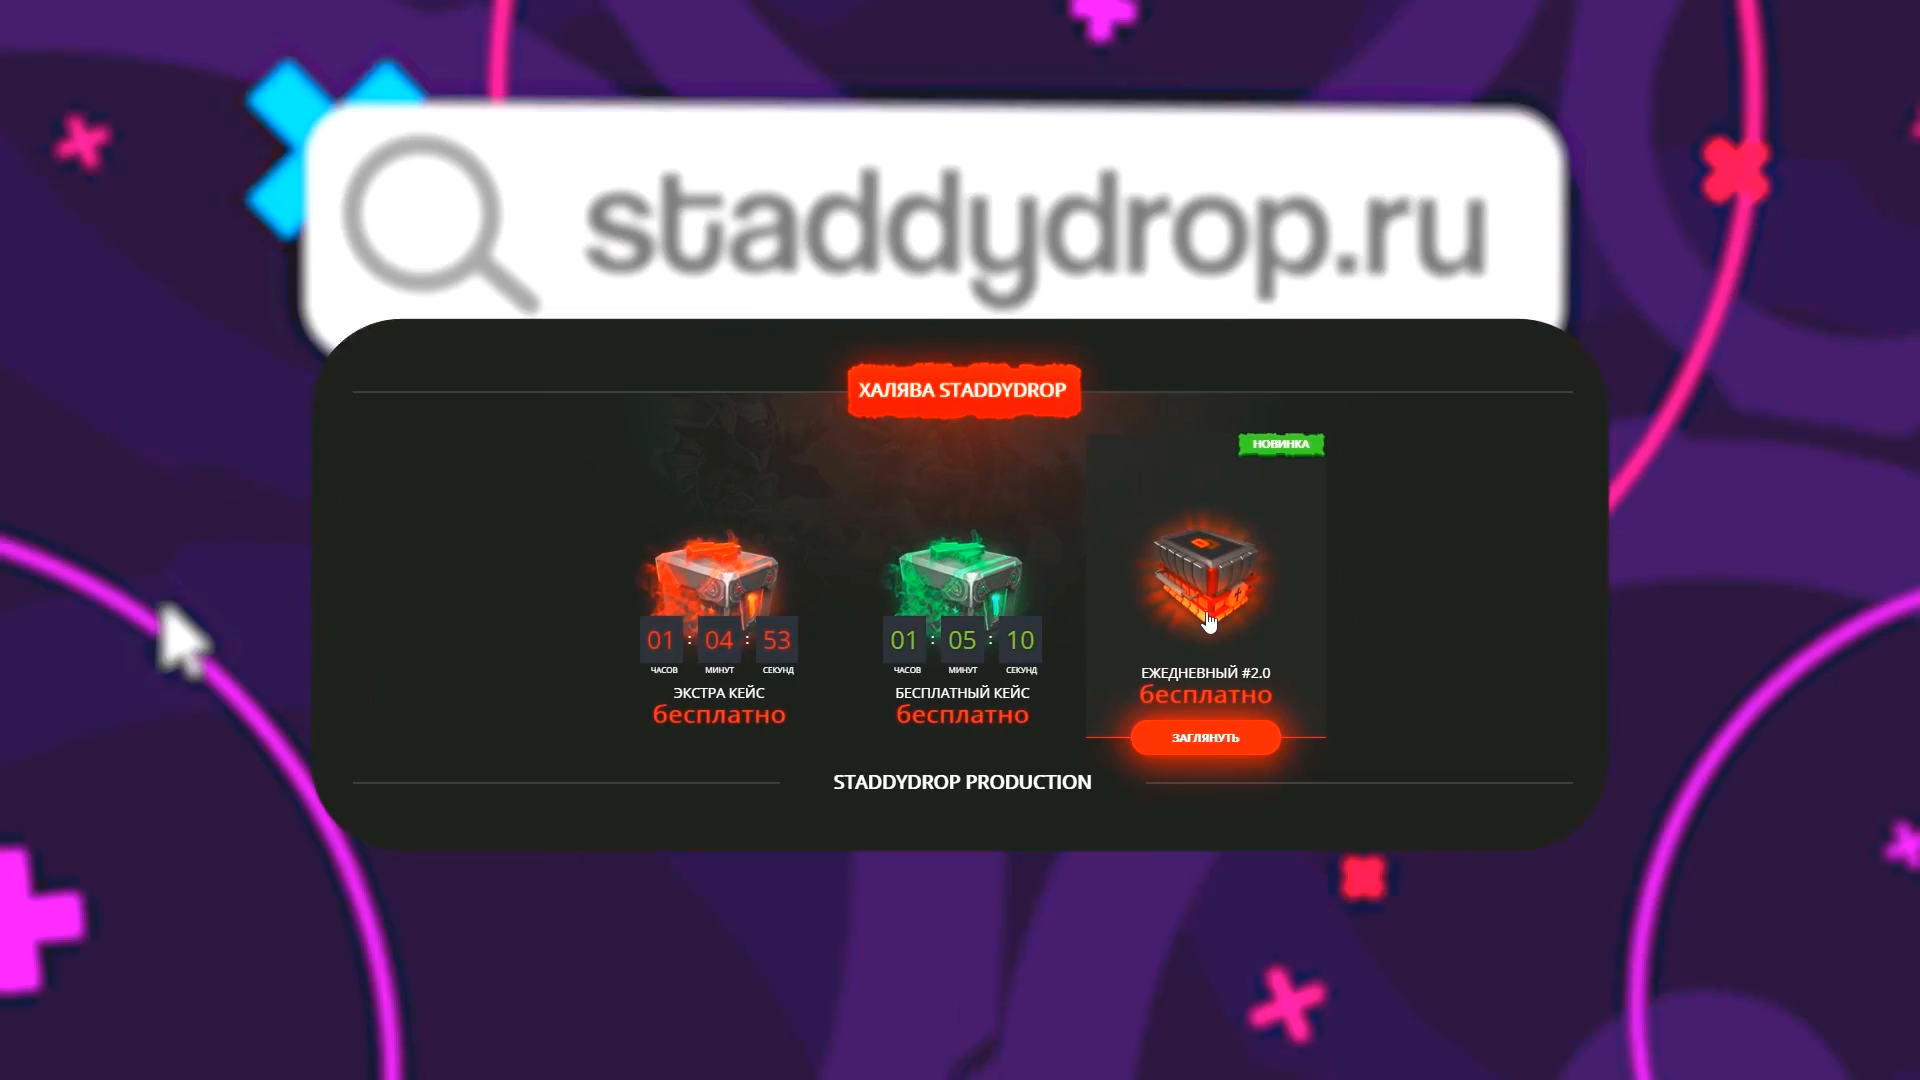 staddydrop.ru
ХАЛЯВА STADDYDROP
НОВИНКА
01 : 04 : 53
ЧАСОВ МИНУТ СЕКУНД
ЭКСТРА КЕЙС
бесплатно
01 : 05 : 10
ЧАСОВ МИНУТ СЕКУНД
БЕСПЛАТНЫЙ КЕЙС
бесплатно
ЕЖЕДНЕВНЫЙ #2.0
бесплатно
ЗАГЛЯНУТЬ
STADDYDROP PRODUCTION